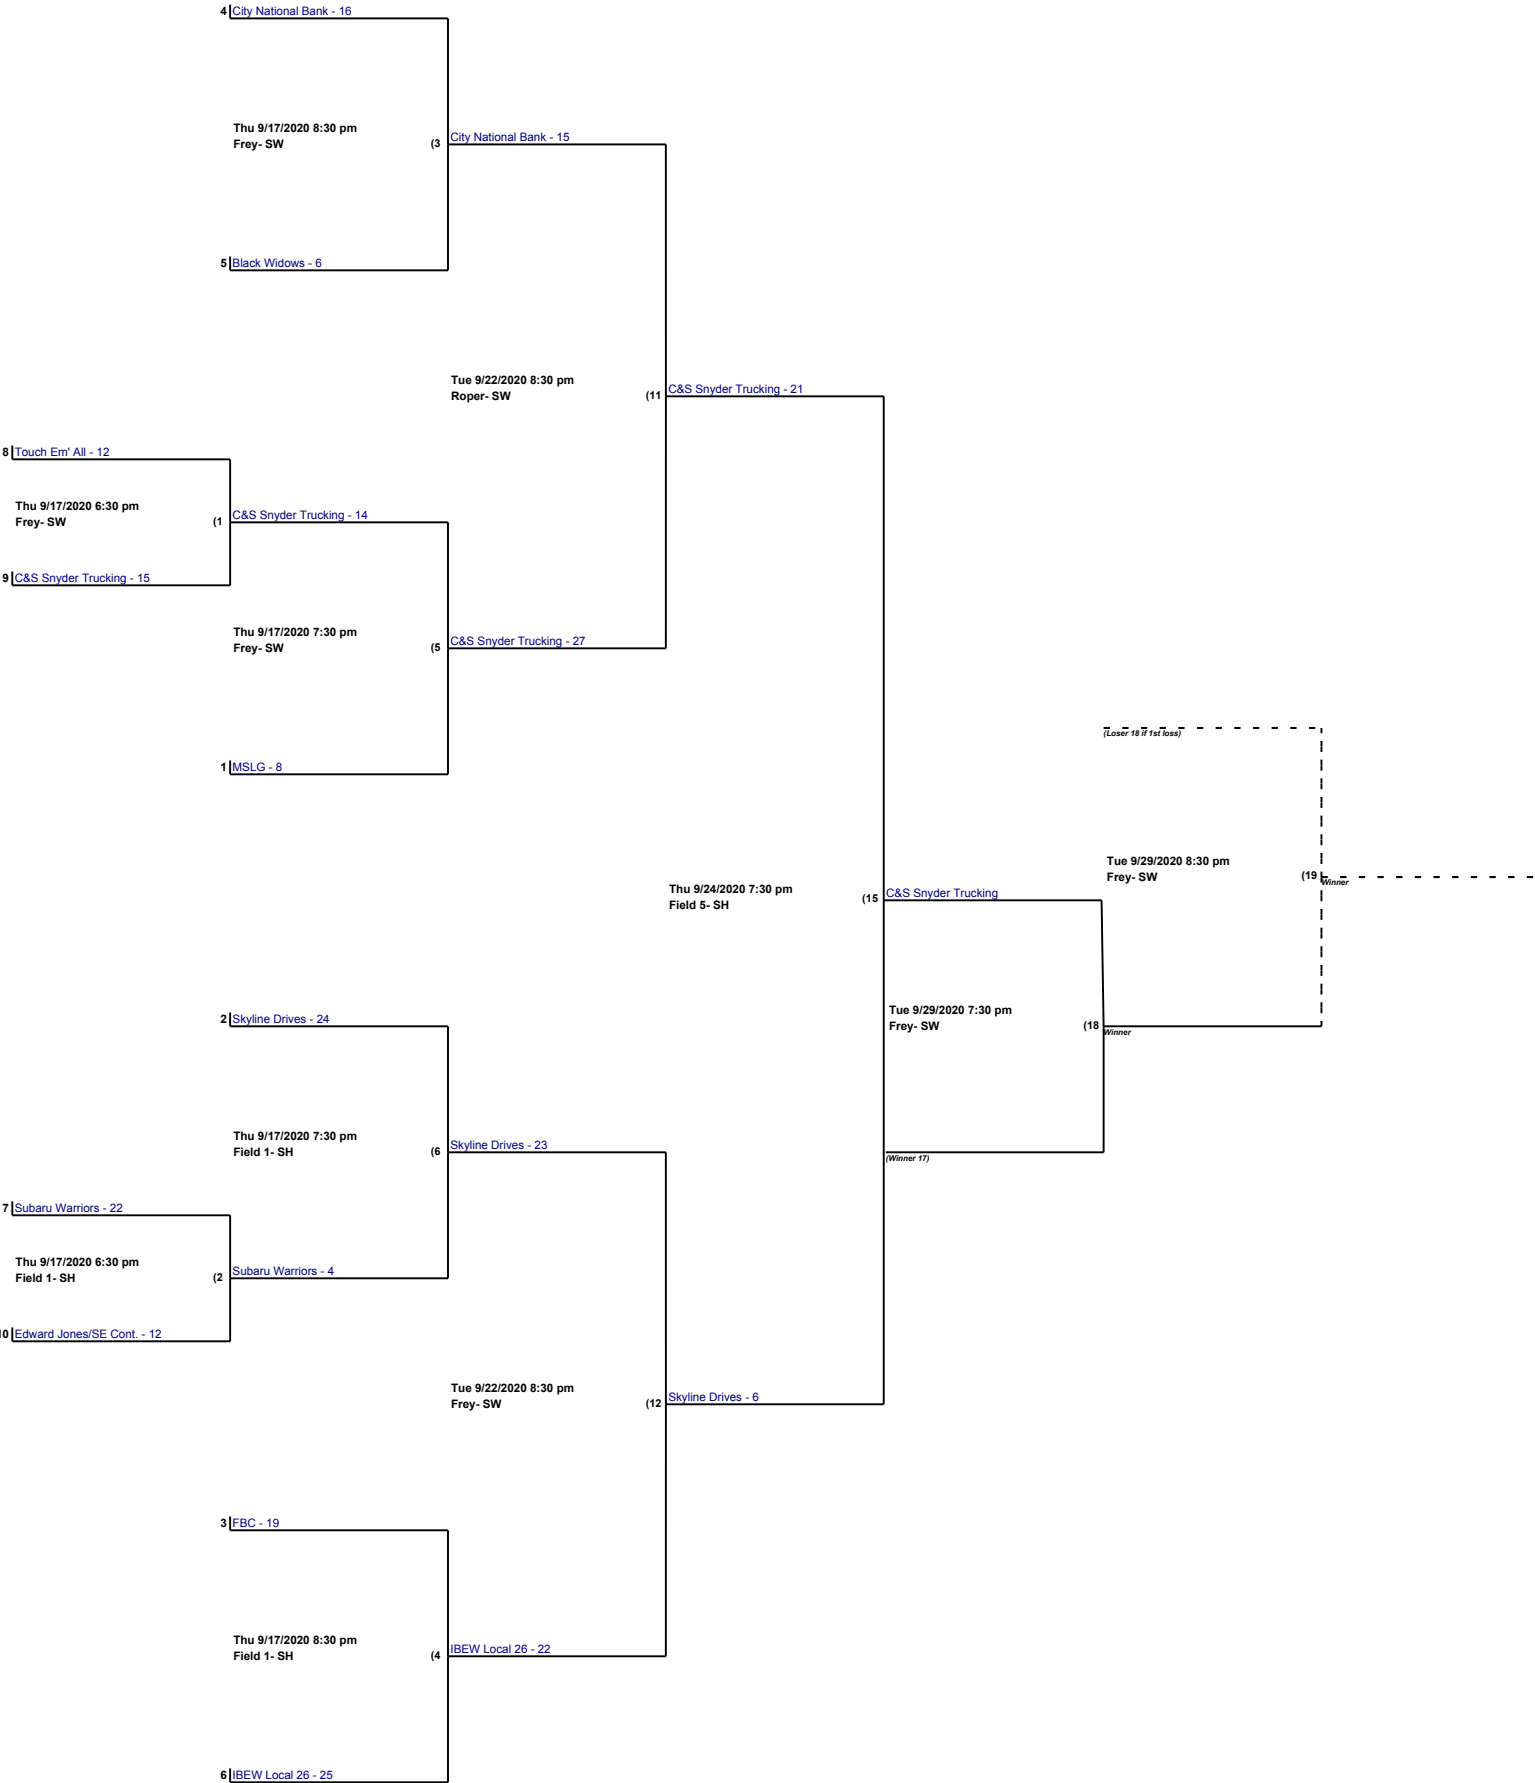 4 City National Bank - 16
Thu 9/17/2020 8:30 pm
Frey- SW
(3
City National Bank - 15
5 Black Widows - 6
Tue 9/22/2020 8:30 pm
Roper- SW
(11
C&S Snyder Trucking - 21
8 Touch Em' All - 12
Thu 9/17/2020 6:30 pm
Frey- SW
(1
C&S Snyder Trucking - 14
9 C&S Snyder Trucking - 15
Thu 9/17/2020 7:30 pm
Frey- SW
(5
C&S Snyder Trucking - 27
1 MSLG - 8
(Loser 18 if 1st loss)
Tue 9/29/2020 8:30 pm
Frey- SW
(19
Winner
Thu 9/24/2020 7:30 pm
Field 5- SH
(15
C&S Snyder Trucking
Tue 9/29/2020 7:30 pm
Frey- SW
(18
Winner
(Winner 17)
2 Skyline Drives - 24
Thu 9/17/2020 7:30 pm
Field 1- SH
(6
Skyline Drives - 23
7 Subaru Warriors - 22
Thu 9/17/2020 6:30 pm
Field 1- SH
(2
Subaru Warriors - 4
10 Edward Jones/SE Cont. - 12
Tue 9/22/2020 8:30 pm
Frey- SW
(12
Skyline Drives - 6
3 FBC - 19
Thu 9/17/2020 8:30 pm
Field 1- SH
(4
IBEW Local 26 - 22
6 IBEW Local 26 - 25